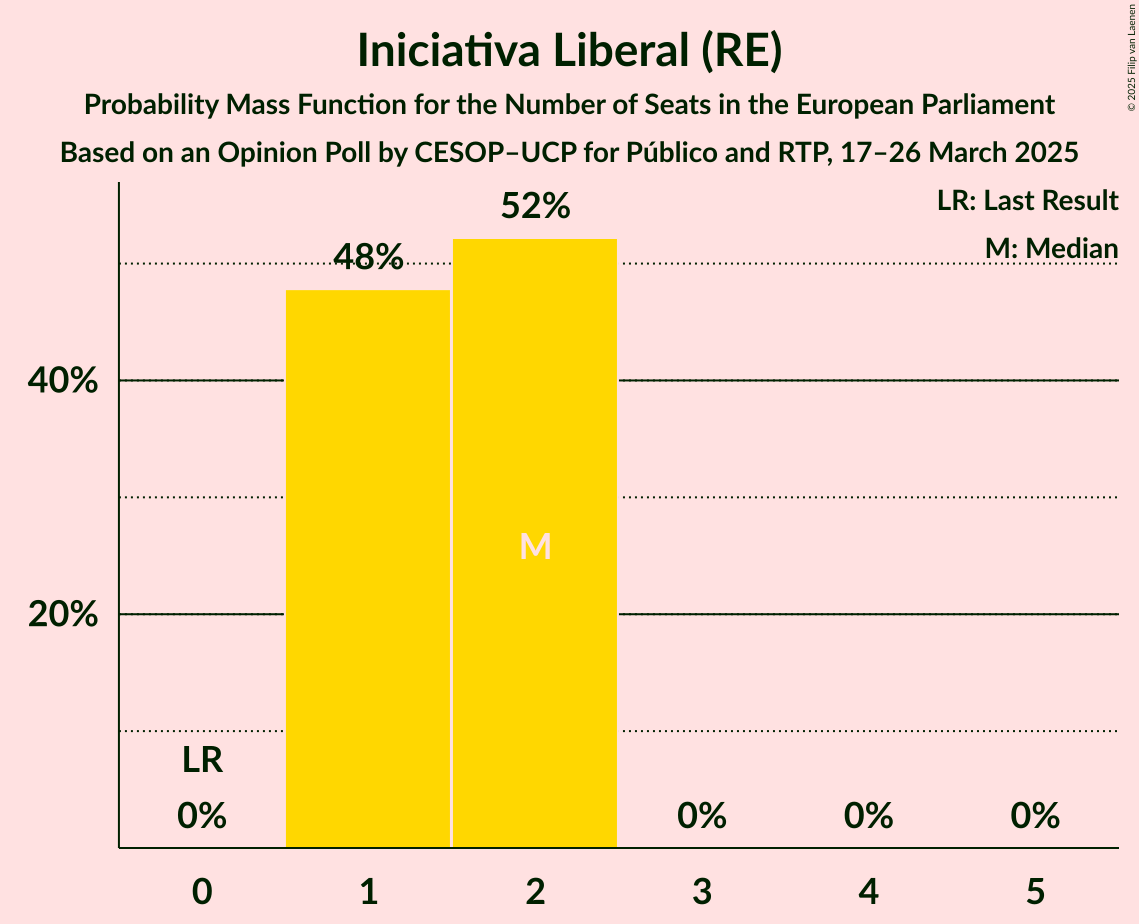 Iniciativa Liberal (RE)
Probability Mass Function for the Number of Seats in the European Parliament
Based on an Opinion Poll by CESOP–UCP for Público and RTP, 17–26 March 2025
© 2025 Filip van Laenen
LR: Last Result
M: Median
52%
48%
40%
M
20%
LR
0%
0%
0%
0%
0
1
2
3
4
5